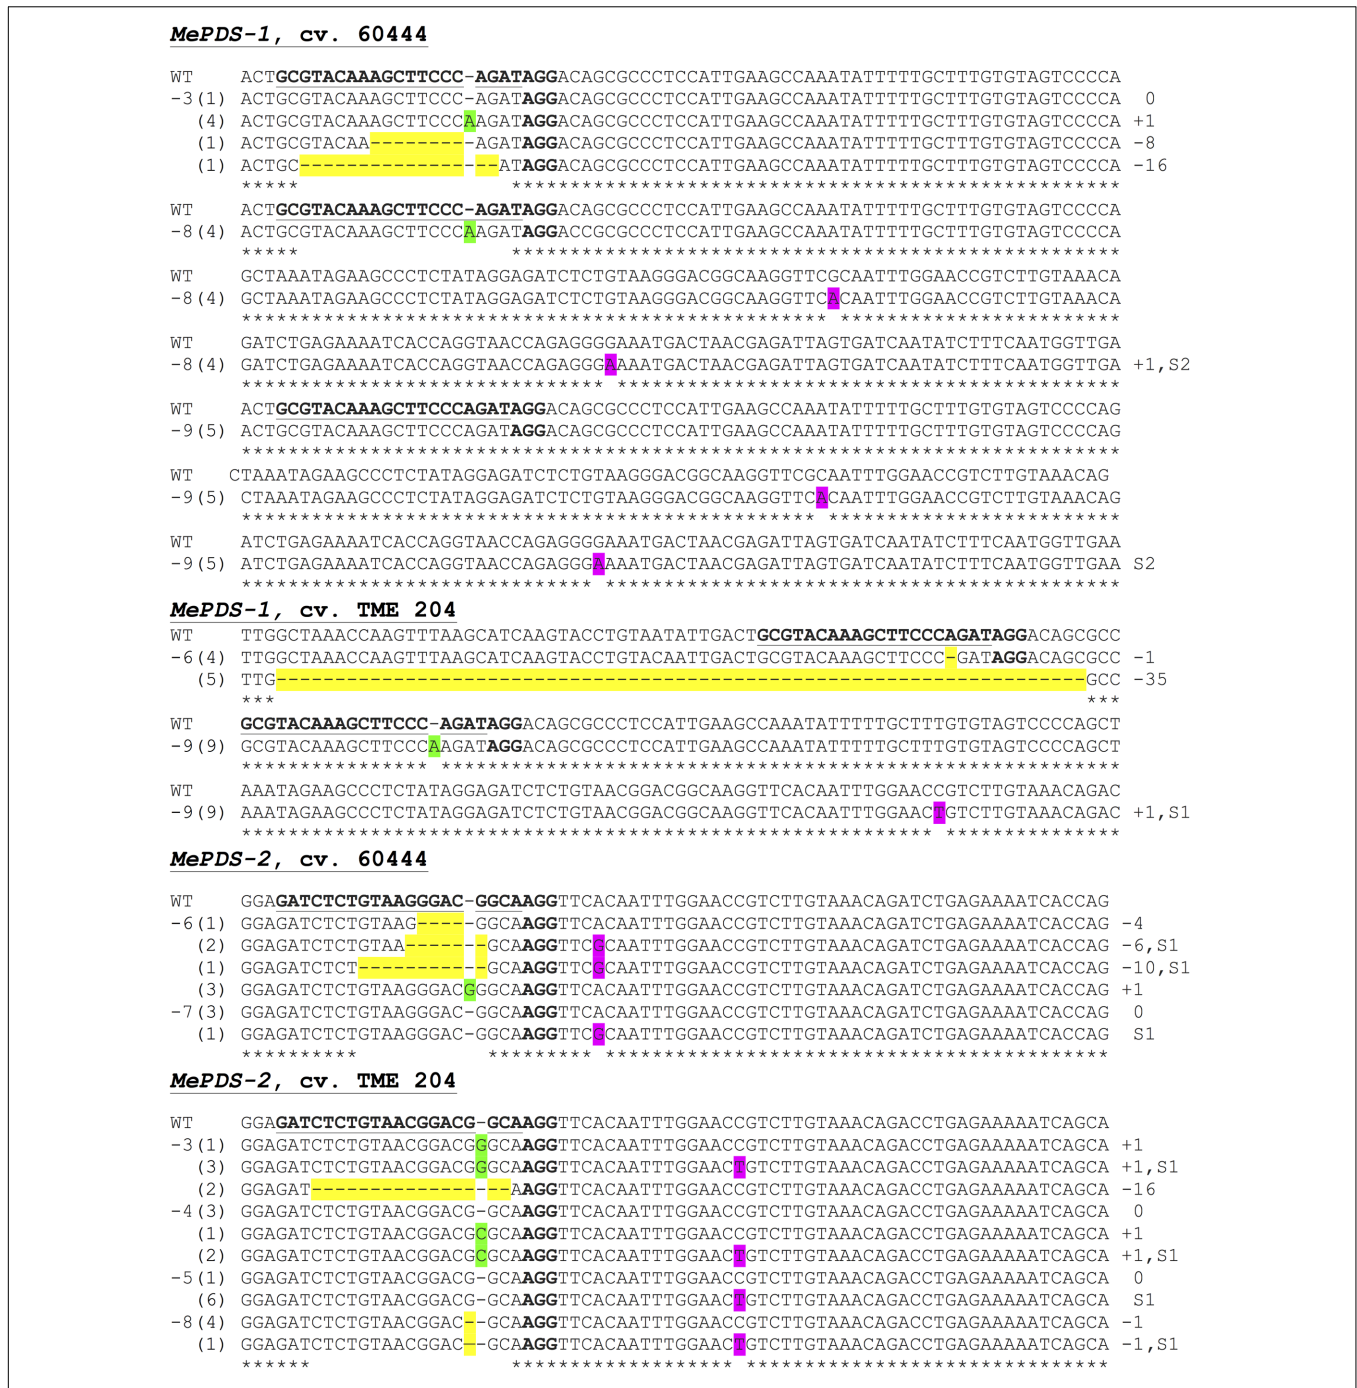 MePDS-1, cv. 60444
WT ACTGCGTACAAAGCTTCCC-AGATAGGACAGCGCCCTCCATTGAAGCCAAATATTTTTGCTTTGTGTAGTCCCCA
-3(1) ACTGCGTACAAAGCTTCCC-AGATAGGACAGCGCCCTCCATTGAAGCCAAATATTTTTGCTTTGTGTAGTCCCCA 0
(4) ACTGCGTACAAAGCTTCCCAAGATAGGACAGCGCCCTCCATTGAAGCCAAATATTTTTGCTTTGTGTAGTCCCCA +1
(1) ACTGCGTACAA---------AGATAGGACAGCGCCCTCCATTGAAGCCAAATATTTTTGCTTTGTGTAGTCCCCA -8
(1) ACTGC-----------------ATAGGACAGCGCCCTCCATTGAAGCCAAATATTTTTGCTTTGTGTAGTCCCCA -16
***** ****************************************************
WT ACTGCGTACAAAGCTTCCC-AGATAGGACAGCGCCCTCCATTGAAGCCAAATATTTTTGCTTTGTGTAGTCCCCA
-8(4) ACTGCGTACAAAGCTTCCCAAGATAGGACCGCGCCCTCCATTGAAGCCAAATATTTTTGCTTTGTGTAGTCCCCA
***** ****************************************************
WT GCTAAATAGAAGCCCTCTATAGGAGATCTCTGTAAGGGACGGCAAGGTTCGCAATTTGGAACCGTCTTGTAAACA
-8(4) GCTAAATAGAAGCCCTCTATAGGAGATCTCTGTAAGGGACGGCAAGGTTCACAATTTGGAACCGTCTTGTAAACA
************************************************** ************************
WT GATCTGAGAAAATCACCAGGTAACCAGAGGGGAAATGACTAACGAGATTAGTGATCAATATCTTTCAATGGTTGA
-8(4) GATCTGAGAAAATCACCAGGTAACCAGAGGGAAAATGACTAACGAGATTAGTGATCAATATCTTTCAATGGTTGA +1,S2
******************************* *******************************************
WT ACTGCGTACAAAGCTTCCCAGATAGGACAGCGCCCTCCATTGAAGCCAAATATTTTTGCTTTGTGTAGTCCCCAG
-9(5) ACTGCGTACAAAGCTTCCCAGATAGGACAGCGCCCTCCATTGAAGCCAAATATTTTTGCTTTGTGTAGTCCCCAG
***************************************************************************
WT CTAAATAGAAGCCCTCTATAGGAGATCTCTGTAAGGGACGGCAAGGTTCGCAATTTGGAACCGTCTTGTAAACAG
-9(5) CTAAATAGAAGCCCTCTATAGGAGATCTCTGTAAGGGACGGCAAGGTTCACAATTTGGAACCGTCTTGTAAACAG
************************************************* *************************
WT ATCTGAGAAAATCACCAGGTAACCAGAGGGGAAATGACTAACGAGATTAGTGATCAATATCTTTCAATGGTTGAA
-9(5) ATCTGAGAAAATCACCAGGTAACCAGAGGGAAAATGACTAACGAGATTAGTGATCAATATCTTTCAATGGTTGAA S2
****************************** ********************************************
MePDS-1, cv. TME 204
WT TTGGCTAAACCAAGTTTAAGCATCAAGTACCTGTAATATTGACTGCGTACAAAGCTTCCCAGATAGGACAGCGCC
-6(4) TTGGCTAAACCAAGTTTAAGCATCAAGTACCTGTACAATTGACTGCGTACAAAGCTTCCC-GATAGGACAGCGCC -1
(5) TTG---------------------------------------------------------------------GCC -35
*** ***
WT GCGTACAAAGCTTCCC-AGATAGGACAGCGCCCTCCATTGAAGCCAAATATTTTTGCTTTGTGTAGTCCCCAGCT
-9(9) GCGTACAAAGCTTCCCAAGATAGGACAGCGCCCTCCATTGAAGCCAAATATTTTTGCTTTGTGTAGTCCCCAGCT
**************** **********************************************************
WT AAATAGAAGCCCTCTATAGGAGATCTCTGTAACGGACGGCAAGGTTCACAATTTGGAACCGTCTTGTAAACAGAC
-9(9) AAATAGAAGCCCTCTATAGGAGATCTCTGTAACGGACGGCAAGGTTCACAATTTGGAACTGTCTTGTAAACAGAC +1,S1
*********************************************************** ***************
MePDS-2, cv. 60444
WT GGAGATCTCTGTAAGGGAC-GGCAAGGTTCACAATTTGGAACCGTCTTGTAAACAGATCTGAGAAAATCACCAG
-6(1) GGAGATCTCTGTAAG-----GGCAAGGTTCACAATTTGGAACCGTCTTGTAAACAGATCTGAGAAAATCACCAG -4
(2) GGAGATCTCTGTAA-------GCAAGGTTCGCAATTTGGAACCGTCTTGTAAACAGATCTGAGAAAATCACCAG -6,S1
(1) GGAGATCTCT-----------GCAAGGTTCGCAATTTGGAACCGTCTTGTAAACAGATCTGAGAAAATCACCAG -10,S1
(3) GGAGATCTCTGTAAGGGACGGGCAAGGTTCACAATTTGGAACCGTCTTGTAAACAGATCTGAGAAAATCACCAG +1
-7(3) GGAGATCTCTGTAAGGGAC-GGCAAGGTTCACAATTTGGAACCGTCTTGTAAACAGATCTGAGAAAATCACCAG 0
(1) GGAGATCTCTGTAAGGGAC-GGCAAGGTTCGCAATTTGGAACCGTCTTGTAAACAGATCTGAGAAAATCACCAG S1
********** ********* *******************************************
MePDS-2, cv. TME 204
WT GGAGATCTCTGTAACGGACG-GCAAGGTTCACAATTTGGAACCGTCTTGTAAACAGACCTGAGAAAAATCAGCA
-3(1) GGAGATCTCTGTAACGGACGGGCAAGGTTCACAATTTGGAACCGTCTTGTAAACAGACCTGAGAAAAATCAGCA +1
(3) GGAGATCTCTGTAACGGACGGGCAAGGTTCACAATTTGGAACTGTCTTGTAAACAGACCTGAGAAAAATCAGCA +1,S1
(2) GGAGAT-----------------AAGGTTCACAATTTGGAACCGTCTTGTAAACAGACCTGAGAAAAATCAGCA -16
-4(3) GGAGATCTCTGTAACGGACG-GCAAGGTTCACAATTTGGAACCGTCTTGTAAACAGACCTGAGAAAAATCAGCA 0
(1) GGAGATCTCTGTAACGGACGCGCAAGGTTCACAATTTGGAACCGTCTTGTAAACAGACCTGAGAAAAATCAGCA +1
(2) GGAGATCTCTGTAACGGACGCGCAAGGTTCACAATTTGGAACTGTCTTGTAAACAGACCTGAGAAAAATCAGCA +1,S1
-5(1) GGAGATCTCTGTAACGGACG-GCAAGGTTCACAATTTGGAACCGTCTTGTAAACAGACCTGAGAAAAATCAGCA 0
(6) GGAGATCTCTGTAACGGACG-GCAAGGTTCACAATTTGGAACTGTCTTGTAAACAGACCTGAGAAAAATCAGCA S1
-8(4) GGAGATCTCTGTAACGGAC--GCAAGGTTCACAATTTGGAACCGTCTTGTAAACAGACCTGAGAAAAATCAGCA -1
(1) GGAGATCTCTGTAACGGAC--GCAAGGTTCACAATTTGGAACTGTCTTGTAAACAGACCTGAGAAAAATCAGCA -1,S1
****** ******************* *******************************